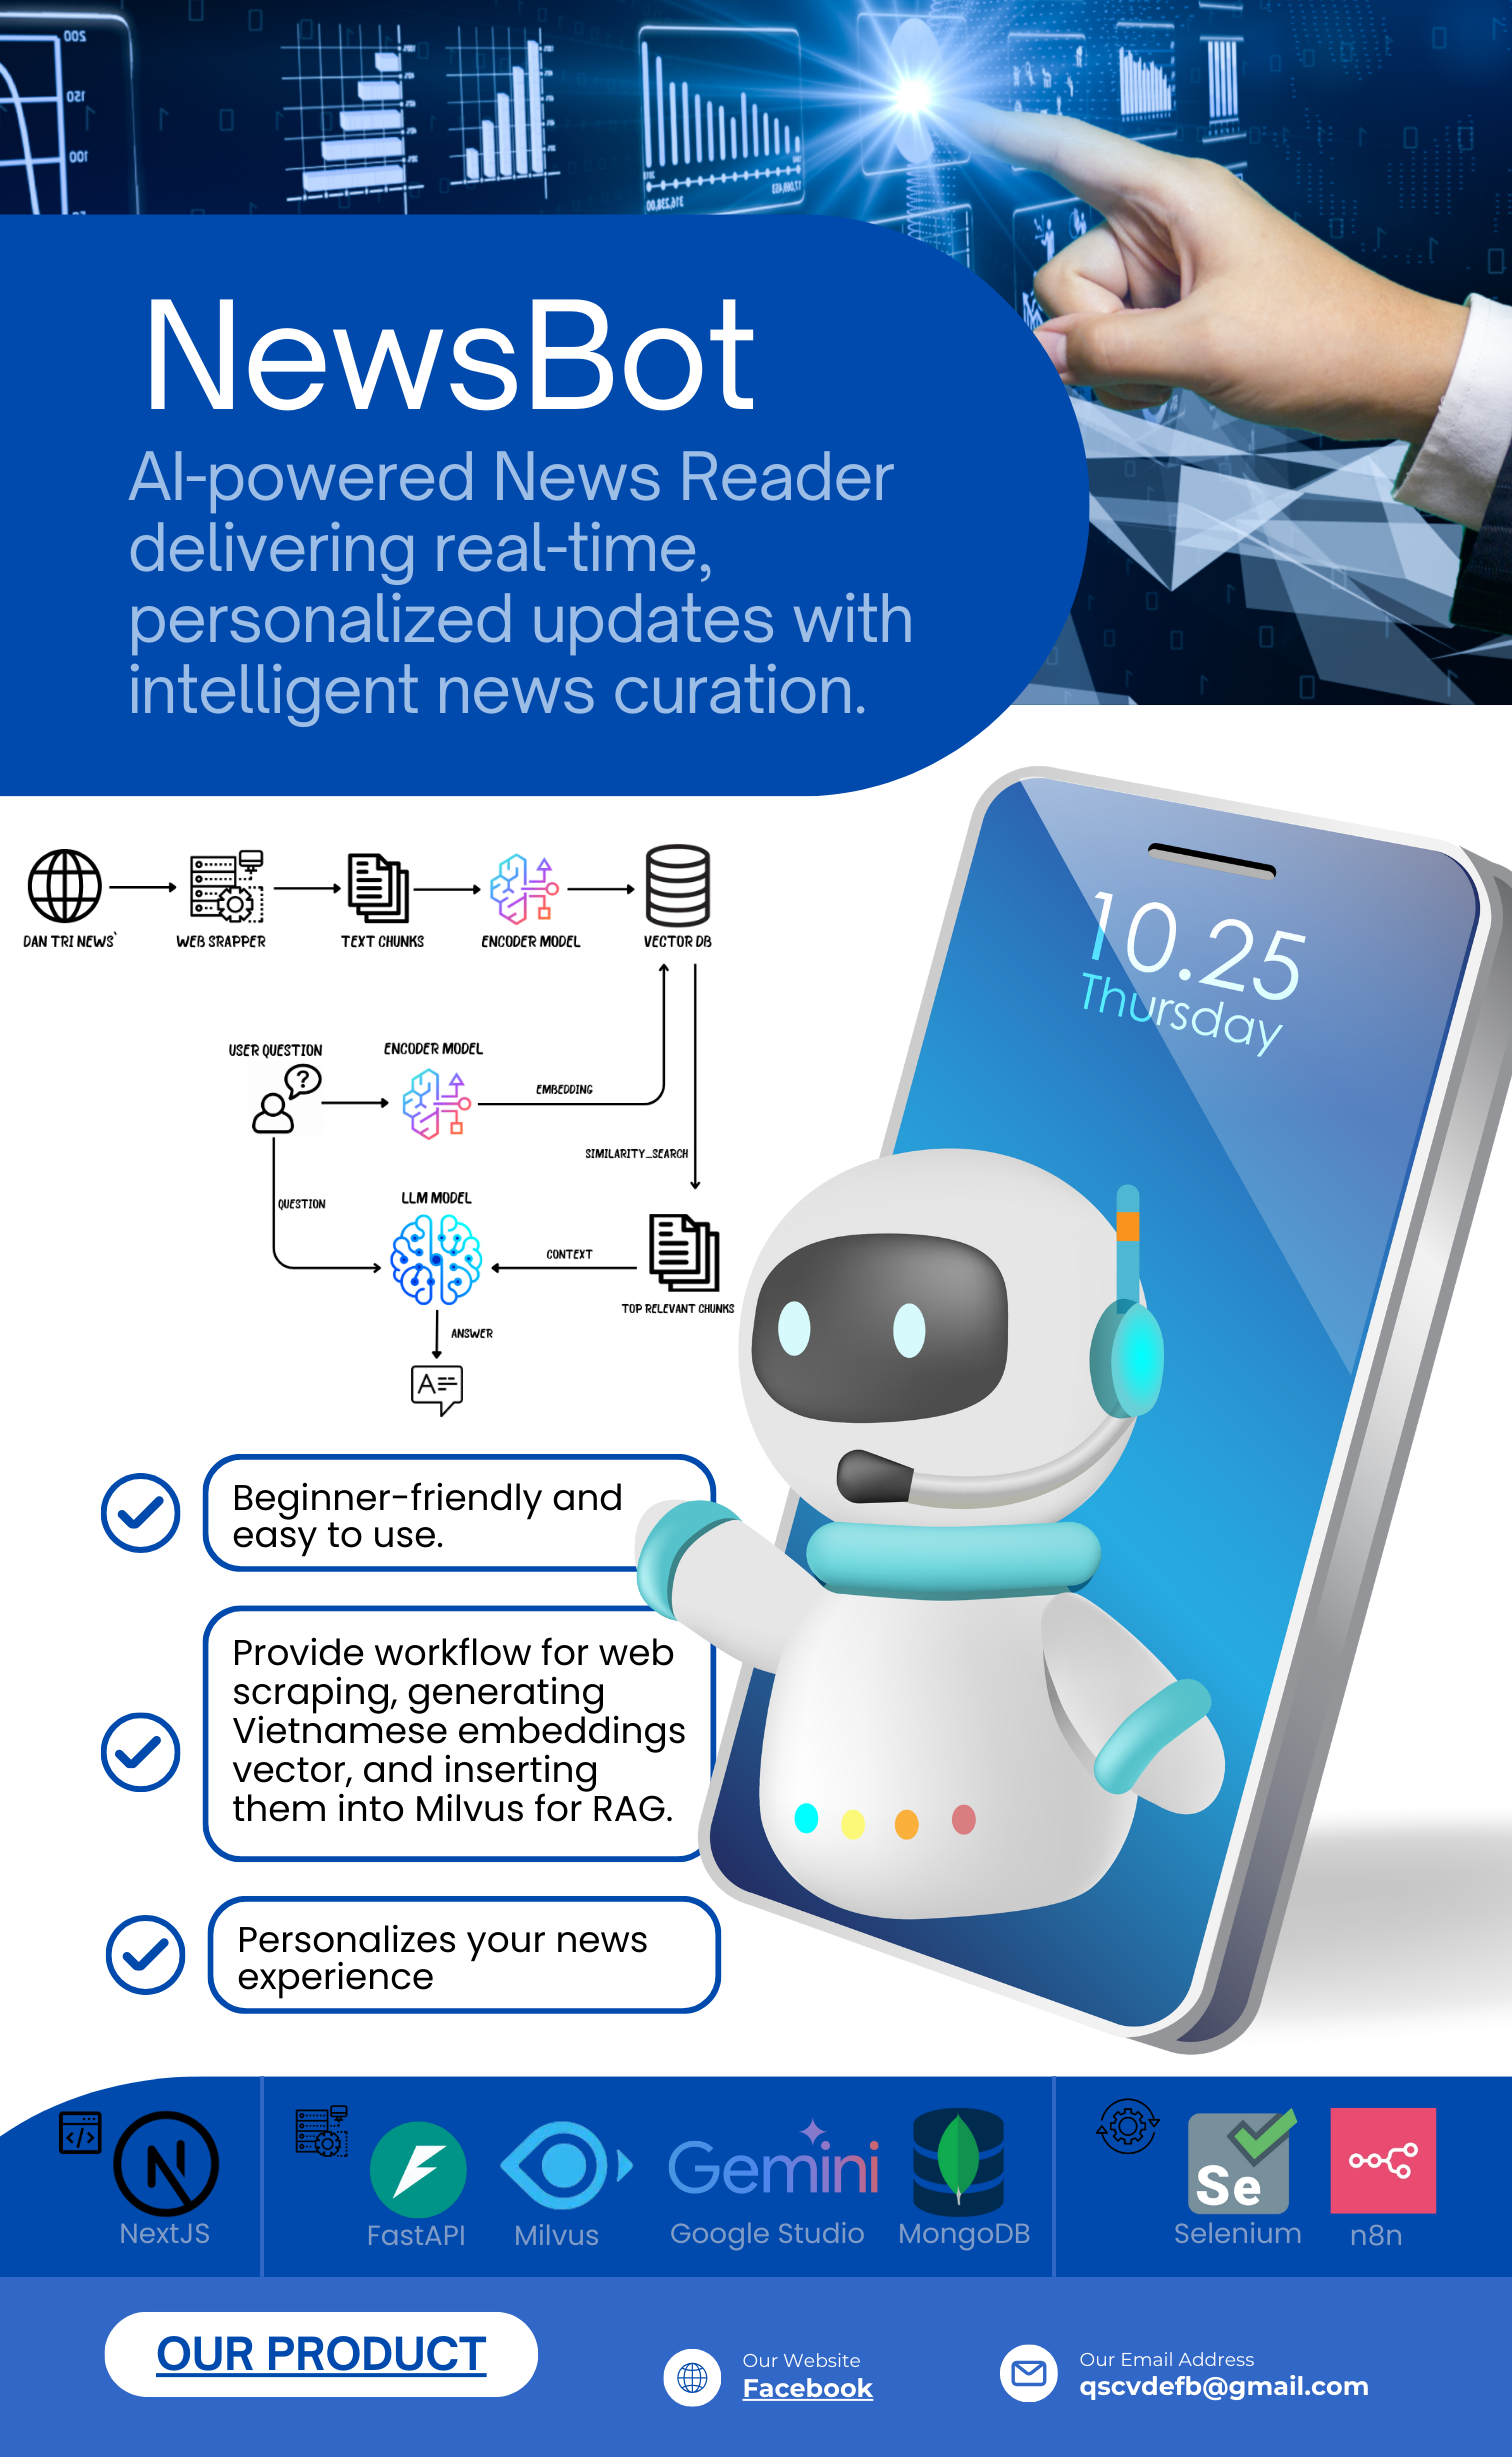 200
150
100
NewsBot
AI-powered News Reader
delivering real-time,
personalized updates with
intelligent news curation.
10.25
Thursday
DAN TRI NEWS`
WEB SRAPPER
TEXT CHUNKS
ENCODER MODEL
VECTOR DB
USER QUESTION
ENCODER MODEL
?
EMBEDDING
SIMILARITY_SEARCH
QUESTION
LLM MODEL
CONTEXT
TOP RELEVANT CHUNKS
ANSWER
A
Beginner-friendly and
easy to use.
Provide workflow for web
scraping, generating
Vietnamese embeddings
vector, and inserting
them into Milvus for RAG.
Personalizes your news
experience
</>
N
Gemini
Se
NextJS
FastAPI
Milvus
Google Studio
MongoDB
Selenium
n8n
OUR PRODUCT
Our Website
Facebook
Our Email Address
qscvdefb@gmail.com